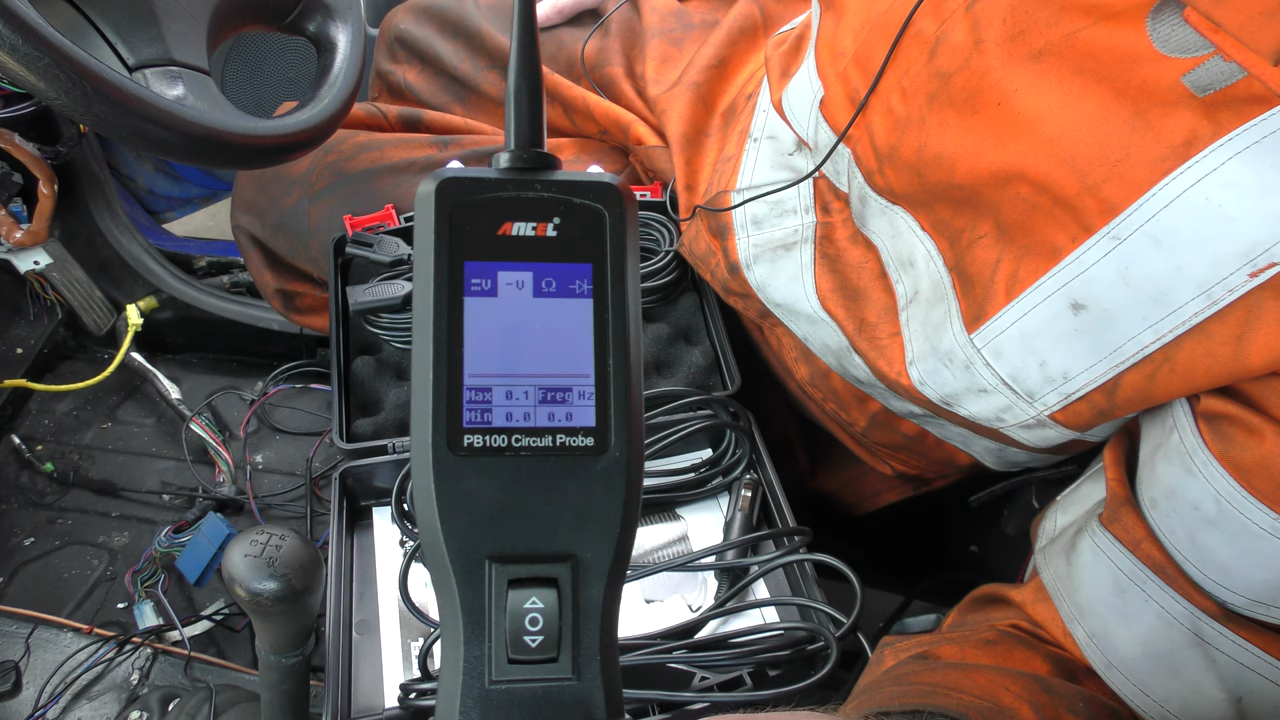 ANCEL®
=V ~V Ω
Max 0.1 Freq Hz
Min 0.0 0.0
PB100 Circuit Probe